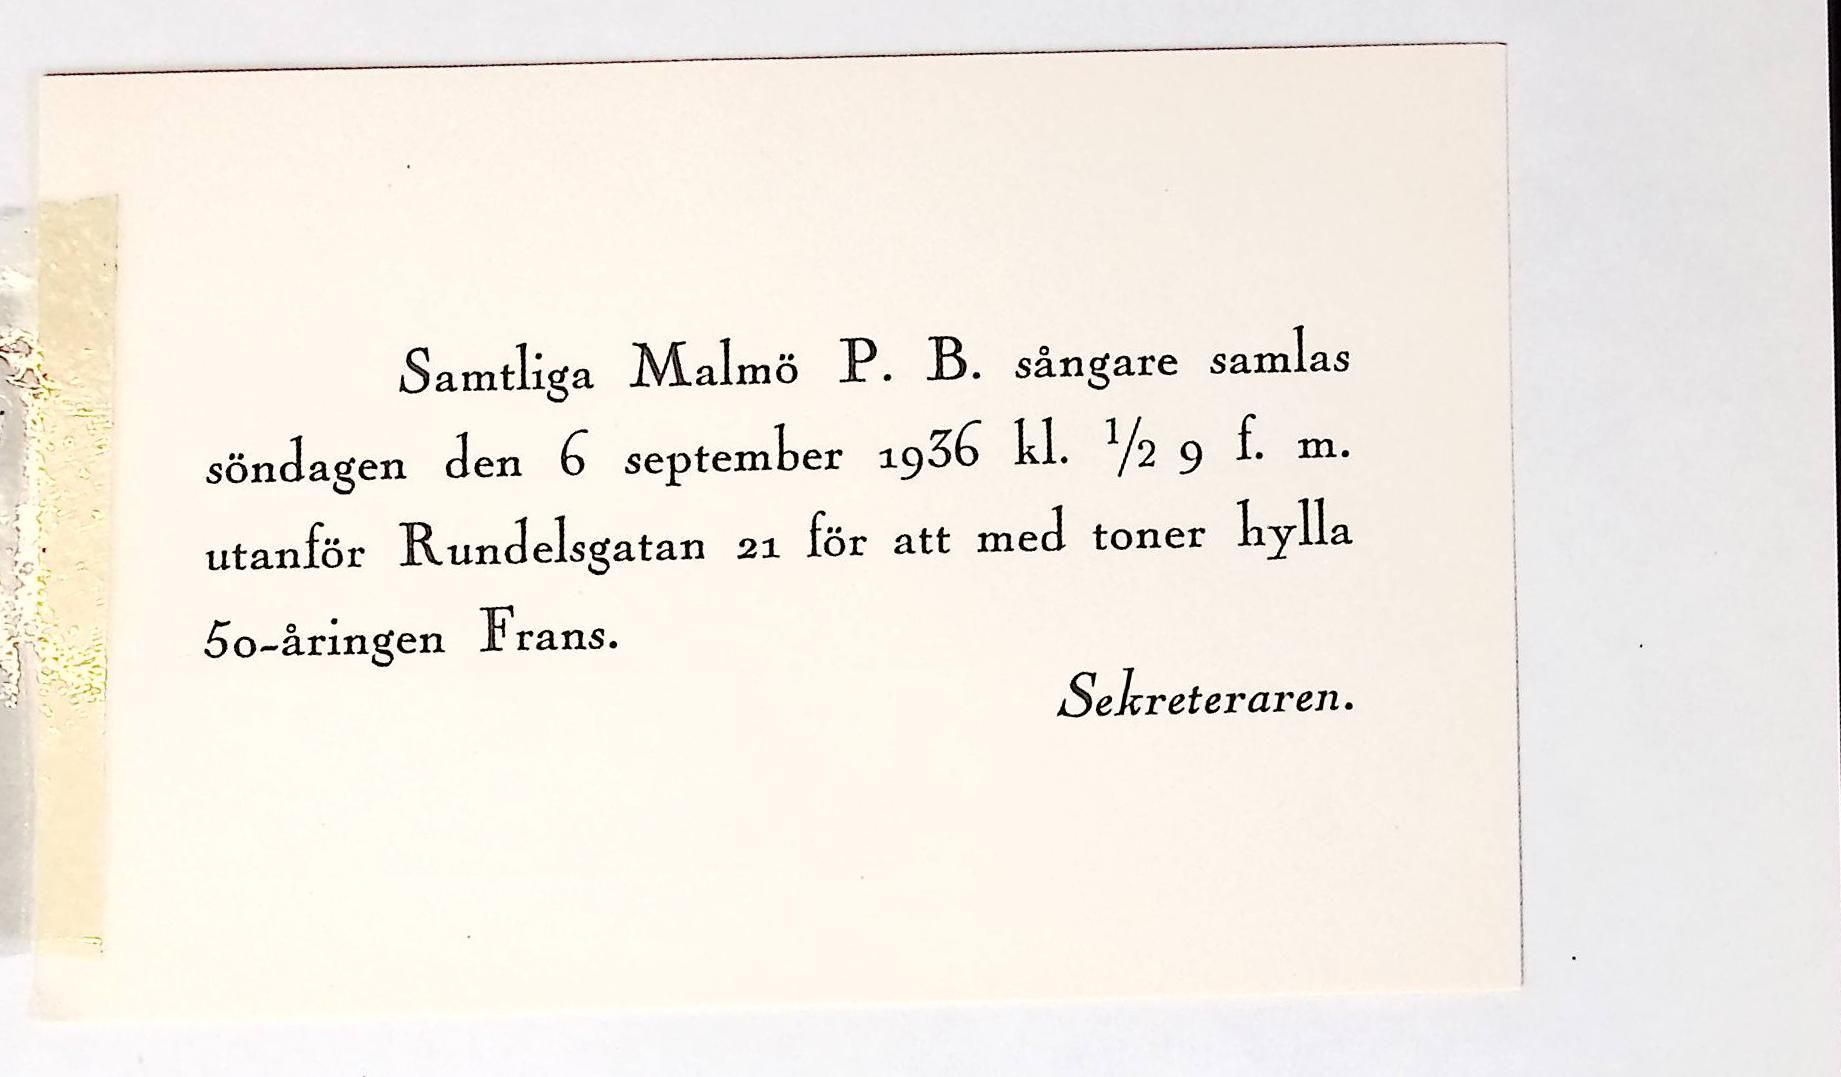 Samtliga Malmö P. B. sångare samlas
söndagen den 6 september 1936 kl. 1/2 9 f. m.
utanför Rundelsgatan 21 för att med toner hylla
50-åringen Frans.
Sekreteraren.